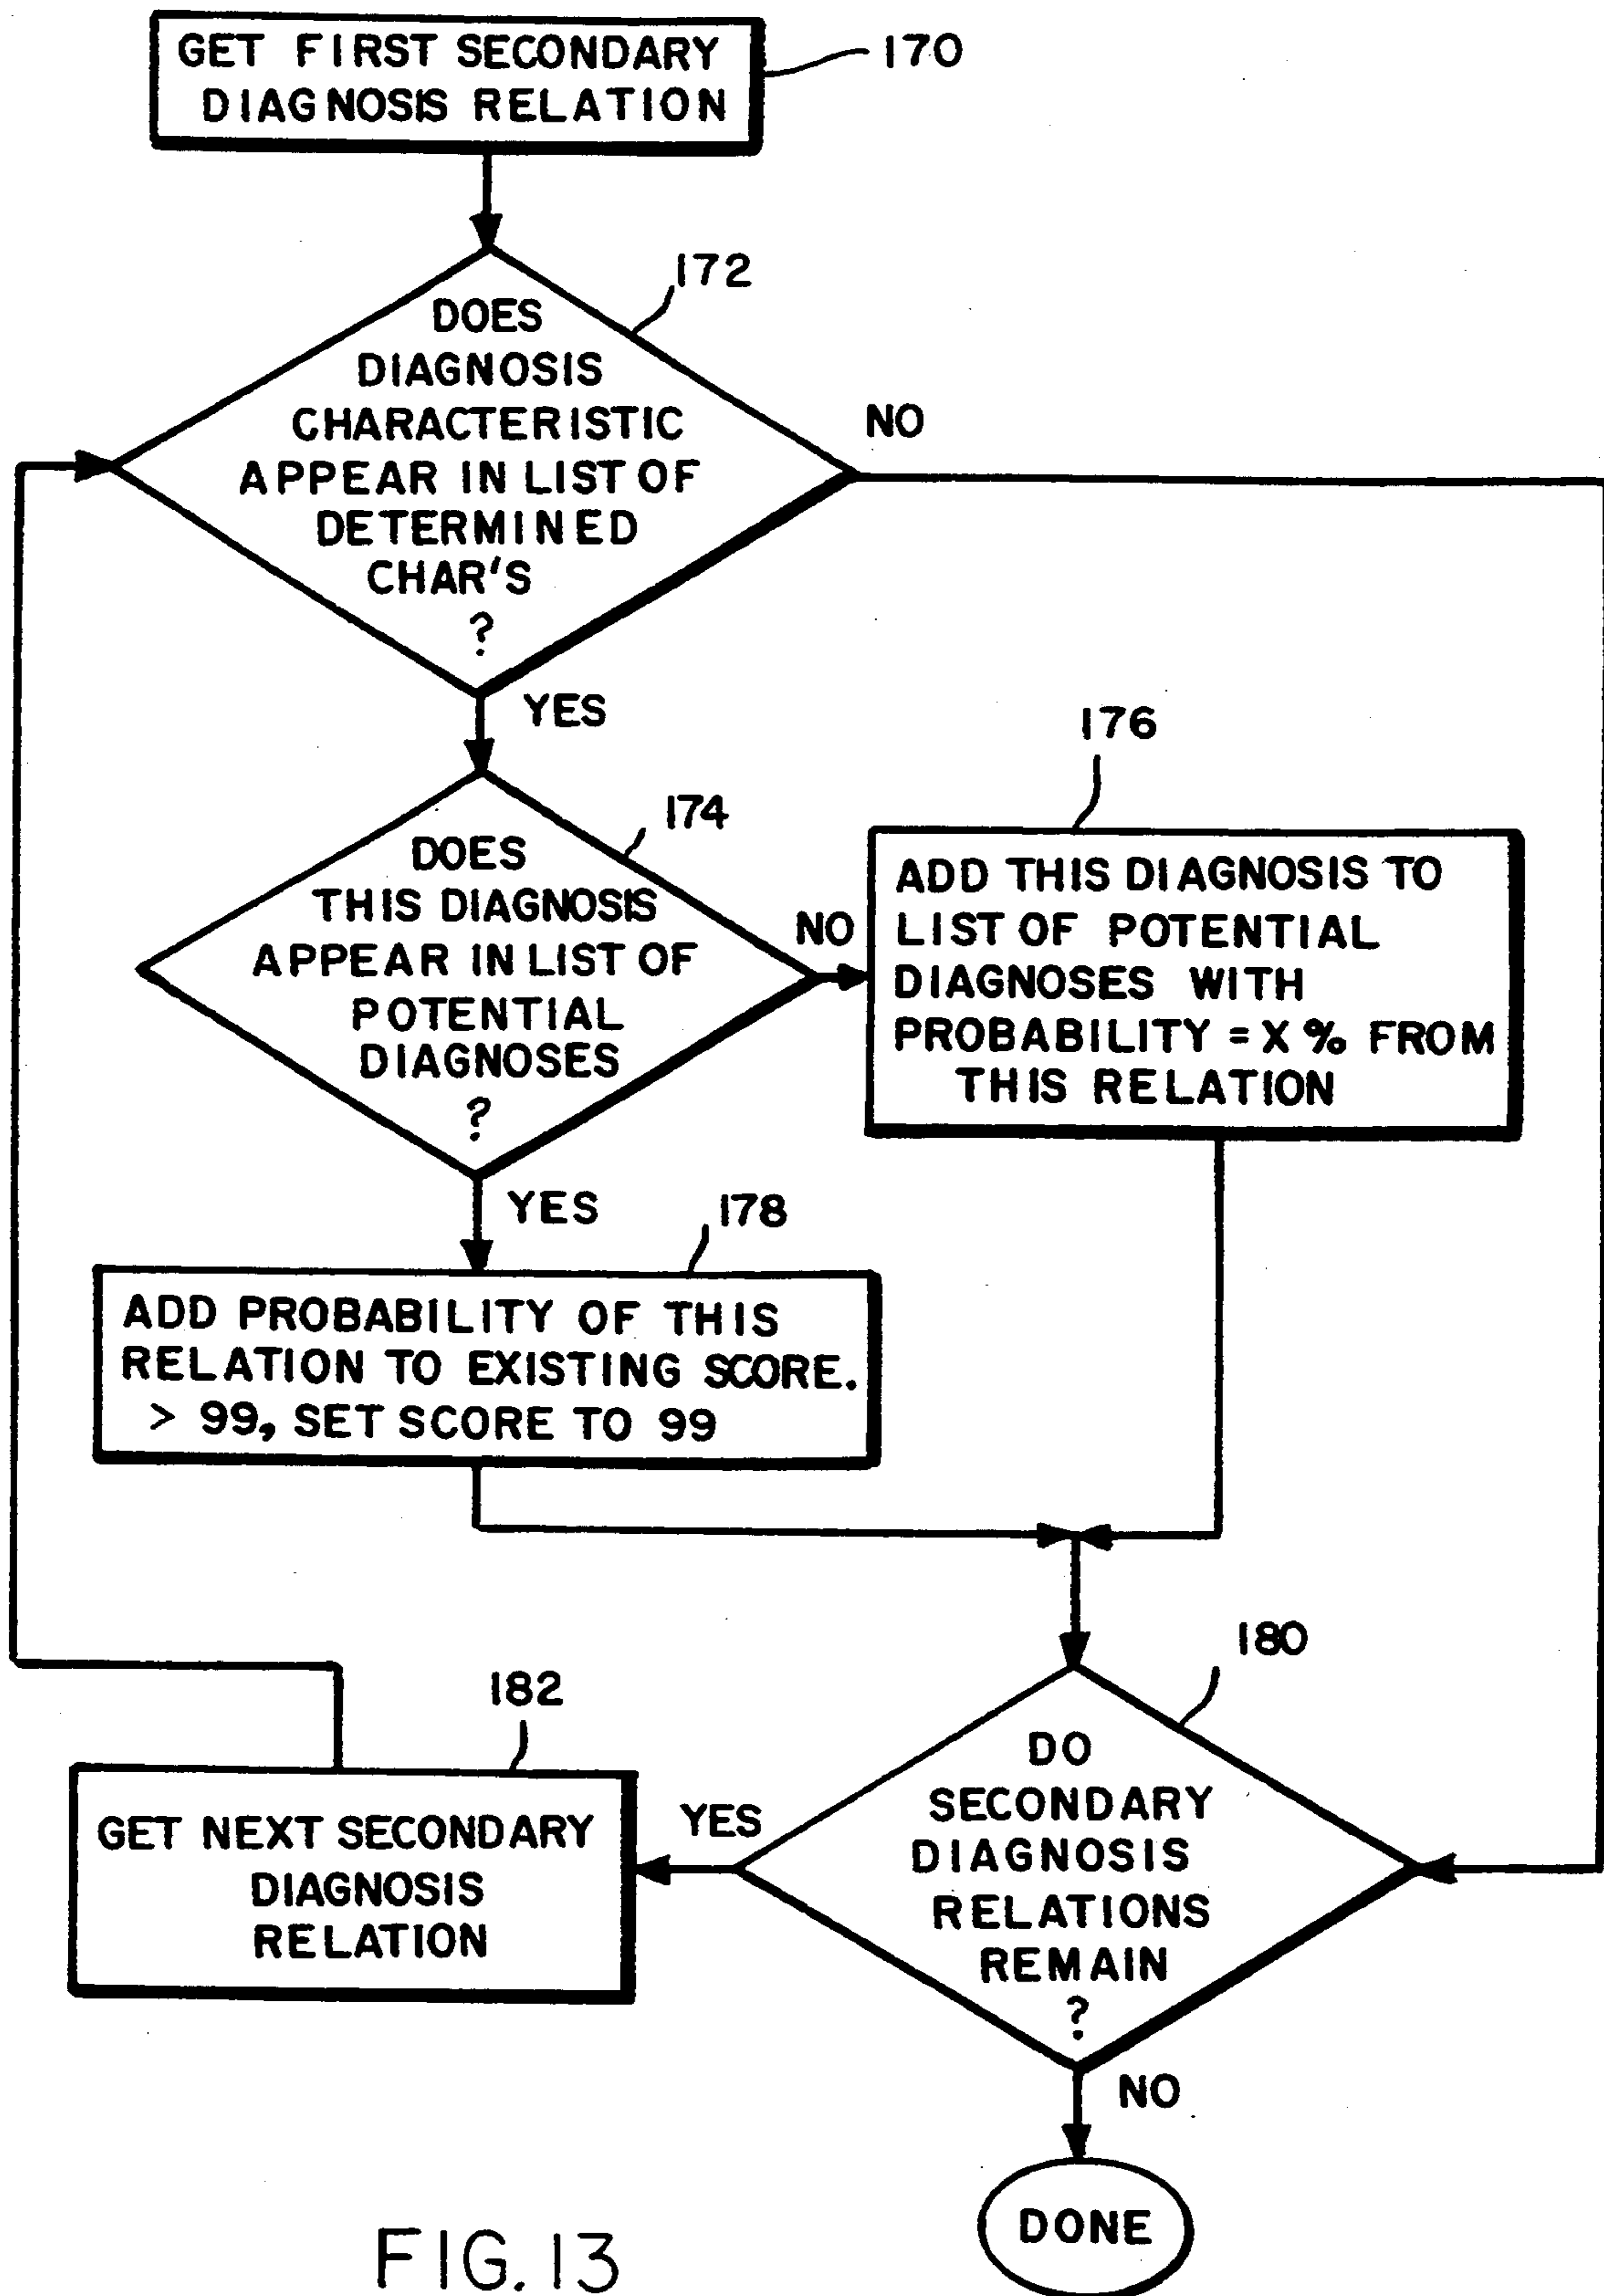 GET FIRST SECONDARY
DIAGNOSIS RELATION
170
172
DOES
DIAGNOSIS
CHARACTERISTIC
APPEAR IN LIST OF
DETERMINED
CHAR'S
?
NO
YES
174
DOES
THIS DIAGNOSIS
APPEAR IN LIST OF
POTENTIAL
DIAGNOSES
?
NO
176
ADD THIS DIAGNOSIS TO
LIST OF POTENTIAL
DIAGNOSES WITH
PROBABILITY = X % FROM
THIS RELATION
YES
178
ADD PROBABILITY OF THIS
RELATION TO EXISTING SCORE.
> 99, SET SCORE TO 99
180
DO
SECONDARY
DIAGNOSIS
RELATIONS
REMAIN
?
YES
182
GET NEXT SECONDARY
DIAGNOSIS
RELATION
NO
DONE
FIG. 13